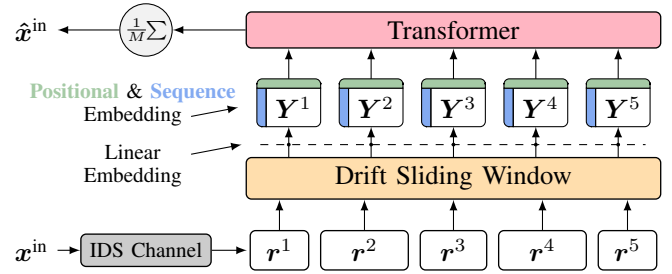 x̂^in 1/M ∑ Transformer
Positional & Sequence
Embedding
Y^1 Y^2 Y^3 Y^4 Y^5
Linear
Embedding
Drift Sliding Window
x^in IDS Channel r^1 r^2 r^3 r^4 r^5